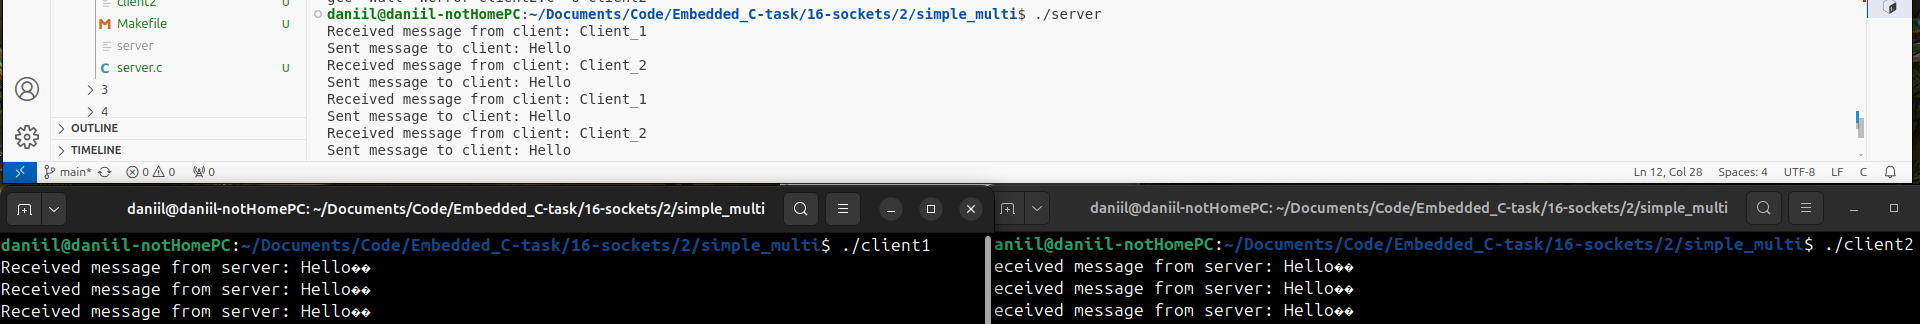 client2 U
daniil@daniil-notHomePC:~/Documents/Code/Embedded_C-task/16-sockets/2/simple_multi$ ./server
Makefile U
Received message from client: Client_1
server
Sent message to client: Hello
server.c U
Received message from client: Client_2
Sent message to client: Hello
3
Received message from client: Client_1
4
Sent message to client: Hello
OUTLINE
Received message from client: Client_2
TIMELINE
Sent message to client: Hello
main* 0 0 0 Ln 12, Col 28 Spaces: 4 UTF-8 LF C
daniil@daniil-notHomePC: ~/Documents/Code/Embedded_C-task/16-sockets/2/simple_multi
daniil@daniil-notHomePC:~/Documents/Code/Embedded_C-task/16-sockets/2/simple_multi$ ./client1
Received message from server: Hello��
Received message from server: Hello��
Received message from server: Hello��
daniil@daniil-notHomePC: ~/Documents/Code/Embedded_C-task/16-sockets/2/simple_multi
aniil@daniil-notHomePC:~/Documents/Code/Embedded_C-task/16-sockets/2/simple_multi$ ./client2
eceived message from server: Hello��
eceived message from server: Hello��
eceived message from server: Hello��